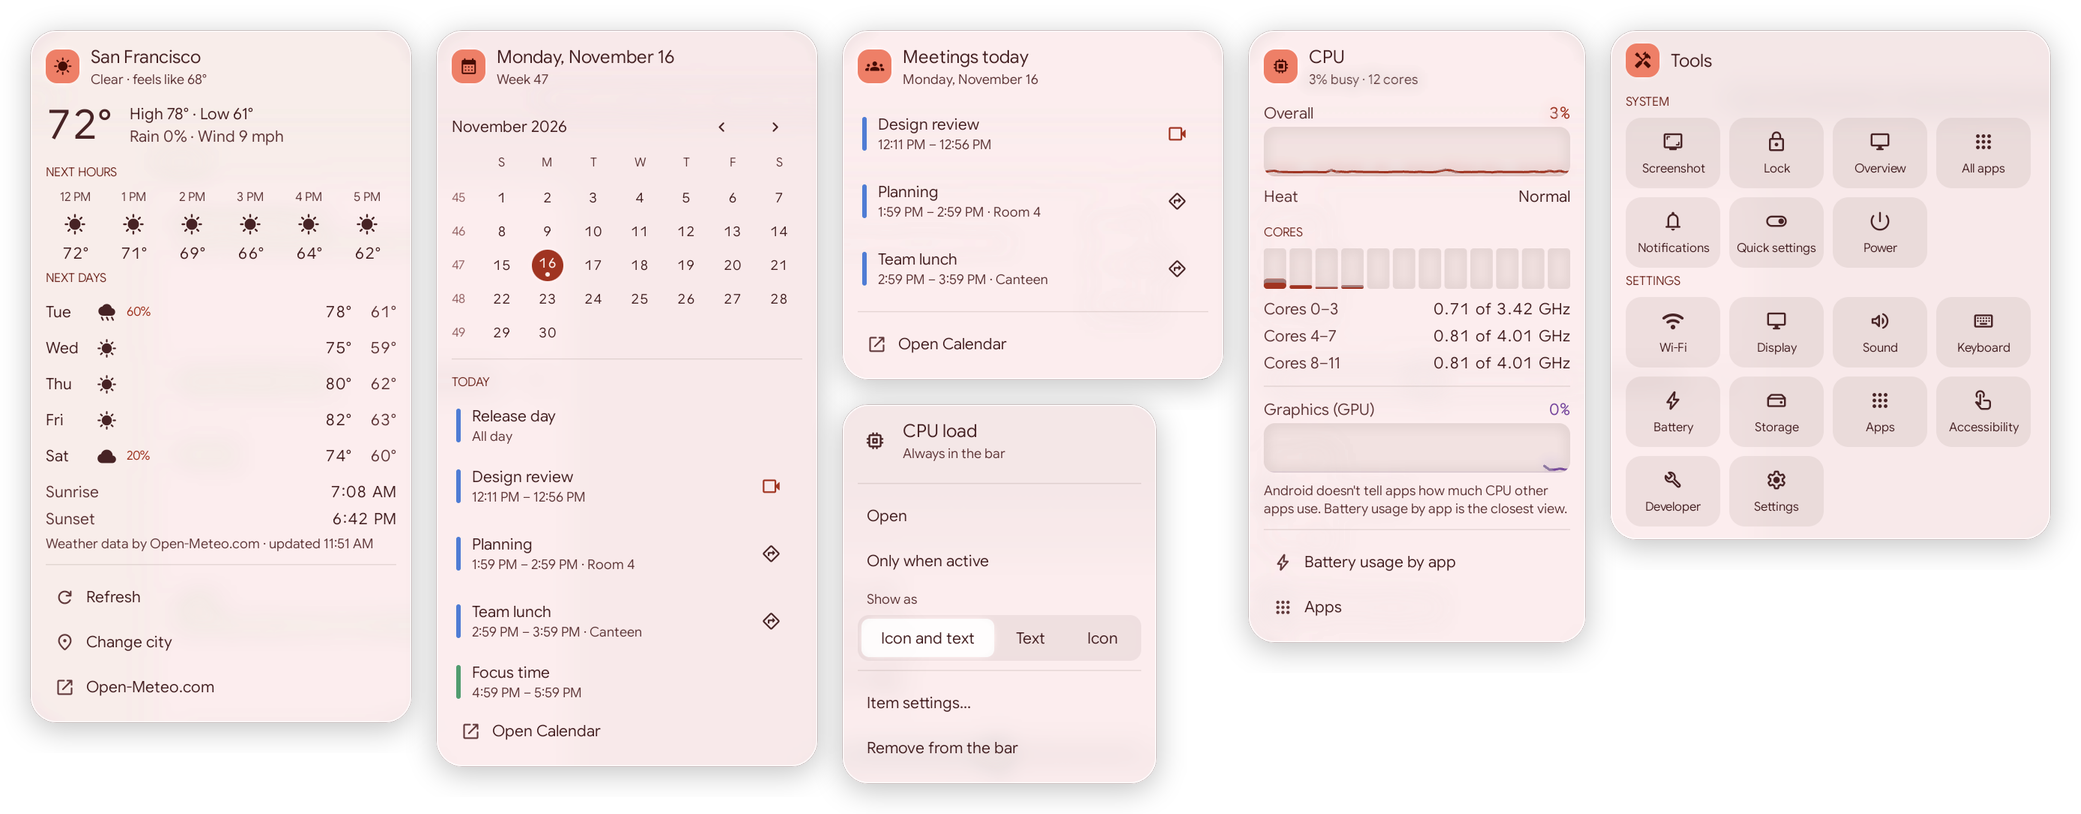 San Francisco
Clear · feels like 68°
72°
High 78° · Low 61°
Rain 0% · Wind 9 mph
NEXT HOURS
12 PM 1 PM 2 PM 3 PM 4 PM 5 PM
72° 71° 69° 66° 64° 62°
NEXT DAYS
Tue 60% 78° 61°
Wed 75° 59°
Thu 80° 62°
Fri 82° 63°
Sat 20% 74° 60°
Sunrise 7:08 AM
Sunset 6:42 PM
Weather data by Open-Meteo.com · updated 11:51 AM
Refresh
Change city
Open-Meteo.com
Monday, November 16
Week 47
November 2026
S M T W T F S
45 1 2 3 4 5 6 7
46 8 9 10 11 12 13 14
47 15 16 17 18 19 20 21
48 22 23 24 25 26 27 28
49 29 30
TODAY
Release day
All day
Design review
12:11 PM – 12:56 PM
Planning
1:59 PM – 2:59 PM · Room 4
Team lunch
2:59 PM – 3:59 PM · Canteen
Focus time
4:59 PM – 5:59 PM
Open Calendar
Meetings today
Monday, November 16
Design review
12:11 PM – 12:56 PM
Planning
1:59 PM – 2:59 PM · Room 4
Team lunch
2:59 PM – 3:59 PM · Canteen
Open Calendar
CPU load
Always in the bar
Open
Only when active
Show as
Icon and text Text Icon
Item settings...
Remove from the bar
CPU
3% busy · 12 cores
Overall 3%
Heat Normal
CORES
Cores 0–3 0.71 of 3.42 GHz
Cores 4–7 0.81 of 4.01 GHz
Cores 8–11 0.81 of 4.01 GHz
Graphics (GPU) 0%
Android doesn't tell apps how much CPU other
apps use. Battery usage by app is the closest view.
Battery usage by app
Apps
Tools
SYSTEM
Screenshot Lock Overview All apps
Notifications Quick settings Power
SETTINGS
Wi-Fi Display Sound Keyboard
Battery Storage Apps Accessibility
Developer Settings